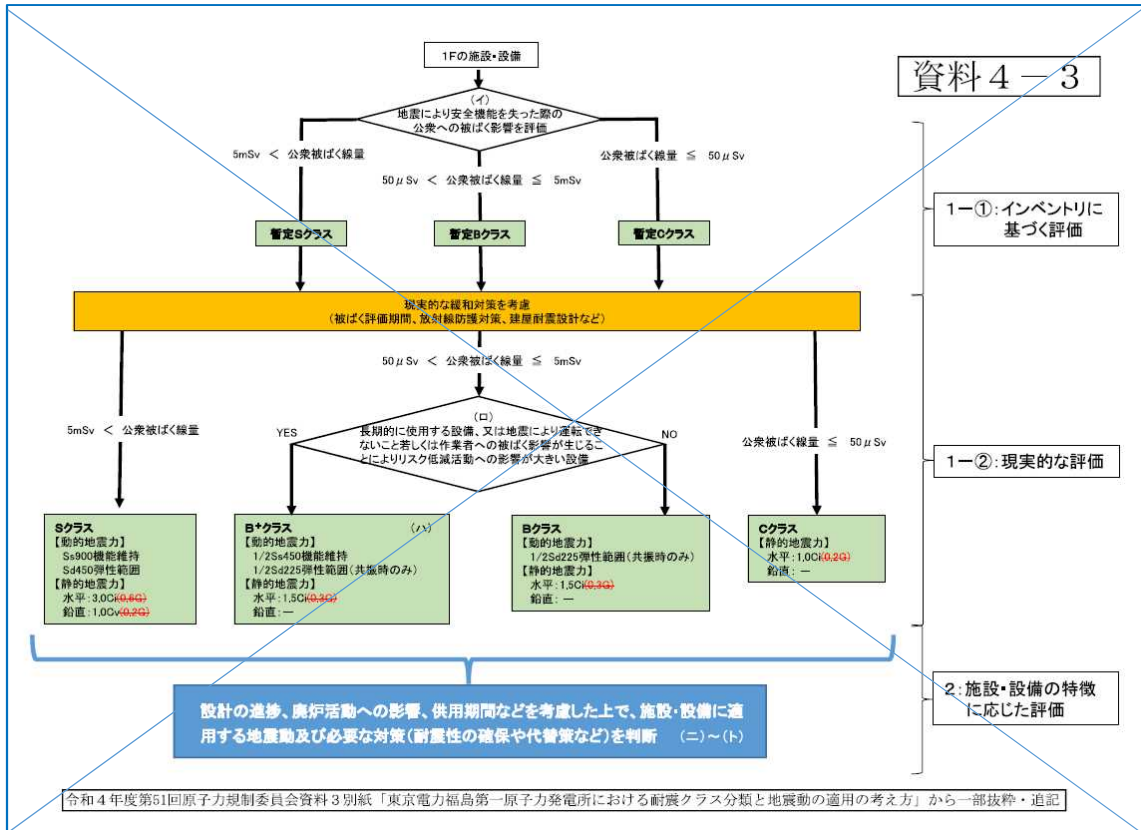 資料4-3
1Fの施設・設備
(イ)
地震により安全機能を失った際の
公衆への被ばく影響を評価
5mSv < 公衆被ばく線量
50μSv < 公衆被ばく線量 ≦ 5mSv
公衆被ばく線量 ≦ 50μSv
暫定Sクラス
暫定Bクラス
暫定Cクラス
1-①:インベントリに
基づく評価
現実的な緩和対策を考慮
(被ばく評価期間、放射線防護対策、建屋耐震設計など)
50μSv < 公衆被ばく線量 ≦ 5mSv
5mSv < 公衆被ばく線量
(ロ)
長期的に使用する設備、又は地震により運転でき
ないこと若しくは作業者への被ばく影響が生じるこ
とによりリスク低減活動への影響が大きい設備
YES
NO
公衆被ばく線量 ≦ 50μSv
1-②:現実的な評価
Sクラス
【動的地震力】
Ss900機能維持
Sd450弾性範囲
【静的地震力】
水平:3.0Ci(0.6G)
鉛直:1.0Cv(0.2G)
B+クラス (ハ)
【動的地震力】
1/2Ss450機能維持
1/2Sd225弾性範囲(共振時のみ)
【静的地震力】
水平:1.5Ci(0.3G)
鉛直:-
Bクラス
【動的地震力】
1/2Sd225弾性範囲(共振時のみ)
【静的地震力】
水平:1.5Ci(0.3G)
鉛直:-
Cクラス
【静的地震力】
水平:1.0Ci(0.2G)
鉛直:-
設計の進捗、廃炉活動への影響、供用期間などを考慮した上で、施設・設備に適
用する地震動及び必要な対策(耐震性の確保や代替策など)を判断 (ニ)~(ト)
2:施設・設備の特徴
に応じた評価
令和4年度第51回原子力規制委員会資料3別紙「東京電力福島第一原子力発電所における耐震クラス分類と地震動の適用の考え方」から一部抜粋・追記